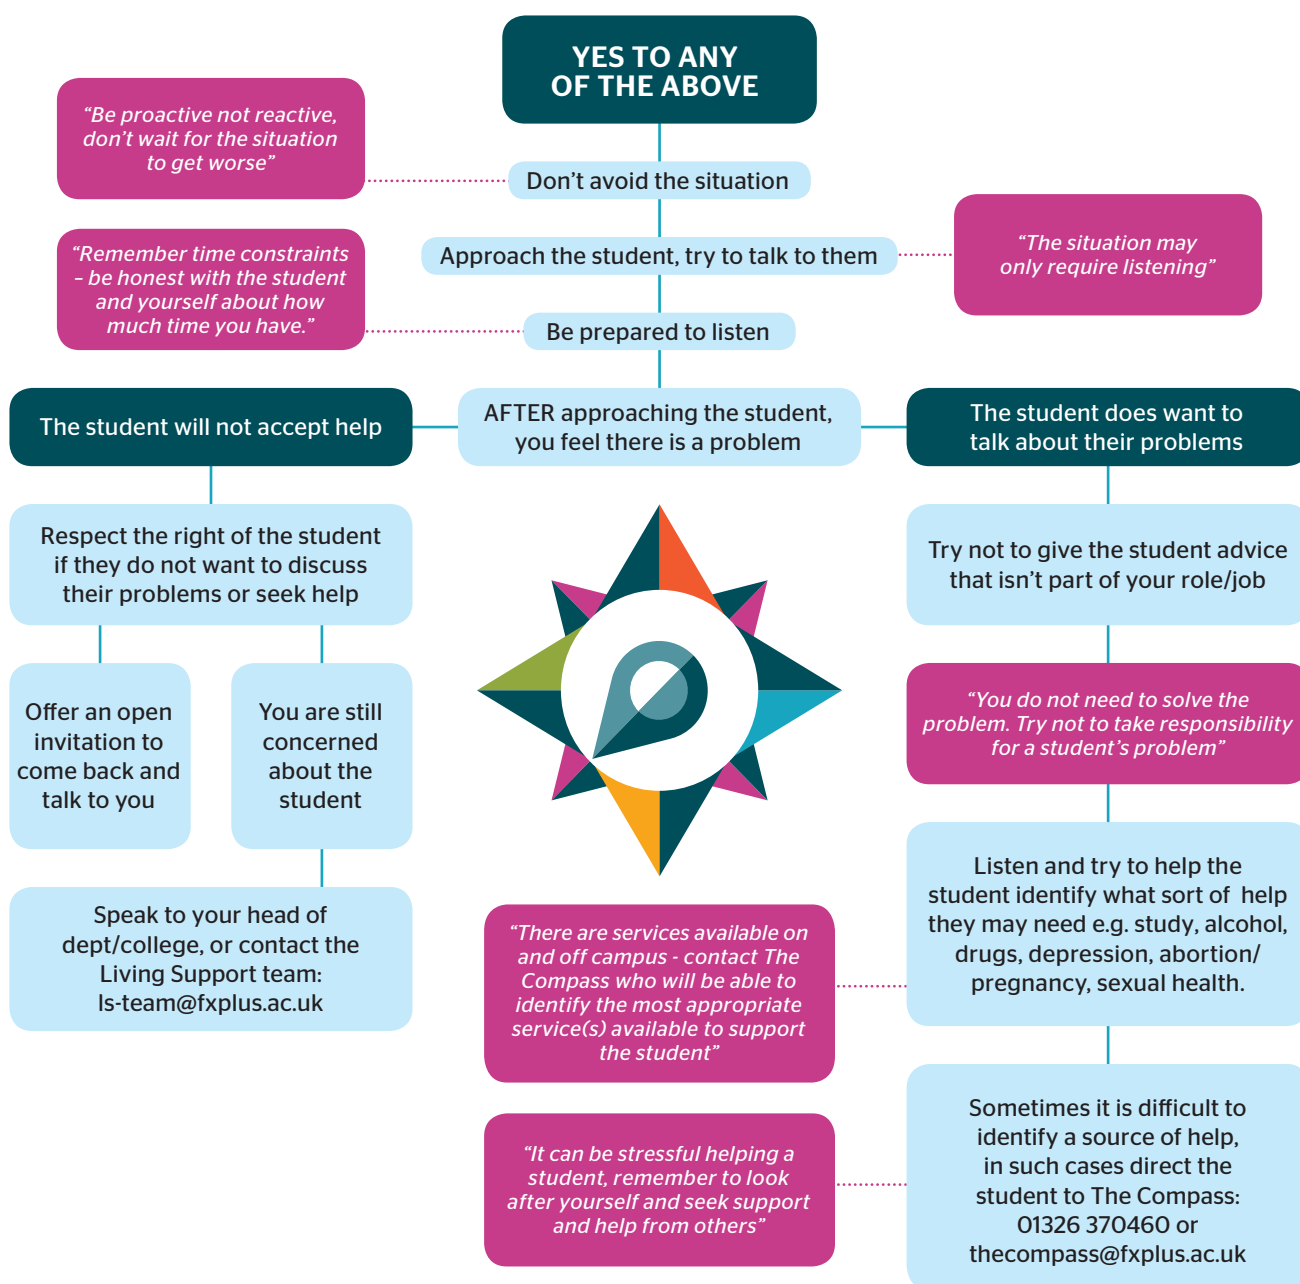 YES TO ANY
OF THE ABOVE
“Be proactive not reactive,
don’t wait for the situation
to get worse”
Don’t avoid the situation
“Remember time constraints
– be honest with the student
and yourself about how
much time you have.”
Approach the student, try to talk to them
“The situation may
only require listening”
Be prepared to listen
The student will not accept help
AFTER approaching the student,
you feel there is a problem
The student does want to
talk about their problems
Respect the right of the student
if they do not want to discuss
their problems or seek help
Offer an open
invitation to
come back and
talk to you
You are still
concerned
about the
student
Speak to your head of
dept/college, or contact the
Living Support team:
ls-team@fxplus.ac.uk
Try not to give the student advice
that isn’t part of your role/job
“You do not need to solve the
problem. Try not to take responsibility
for a student’s problem”
Listen and try to help the
student identify what sort of help
they may need e.g. study, alcohol,
drugs, depression, abortion/
pregnancy, sexual health.
“There are services available on
and off campus - contact The
Compass who will be able to
identify the most appropriate
service(s) available to support
the student”
“It can be stressful helping a
student, remember to look
after yourself and seek support
and help from others”
Sometimes it is difficult to
identify a source of help,
in such cases direct the
student to The Compass:
01326 370460 or
thecompass@fxplus.ac.uk